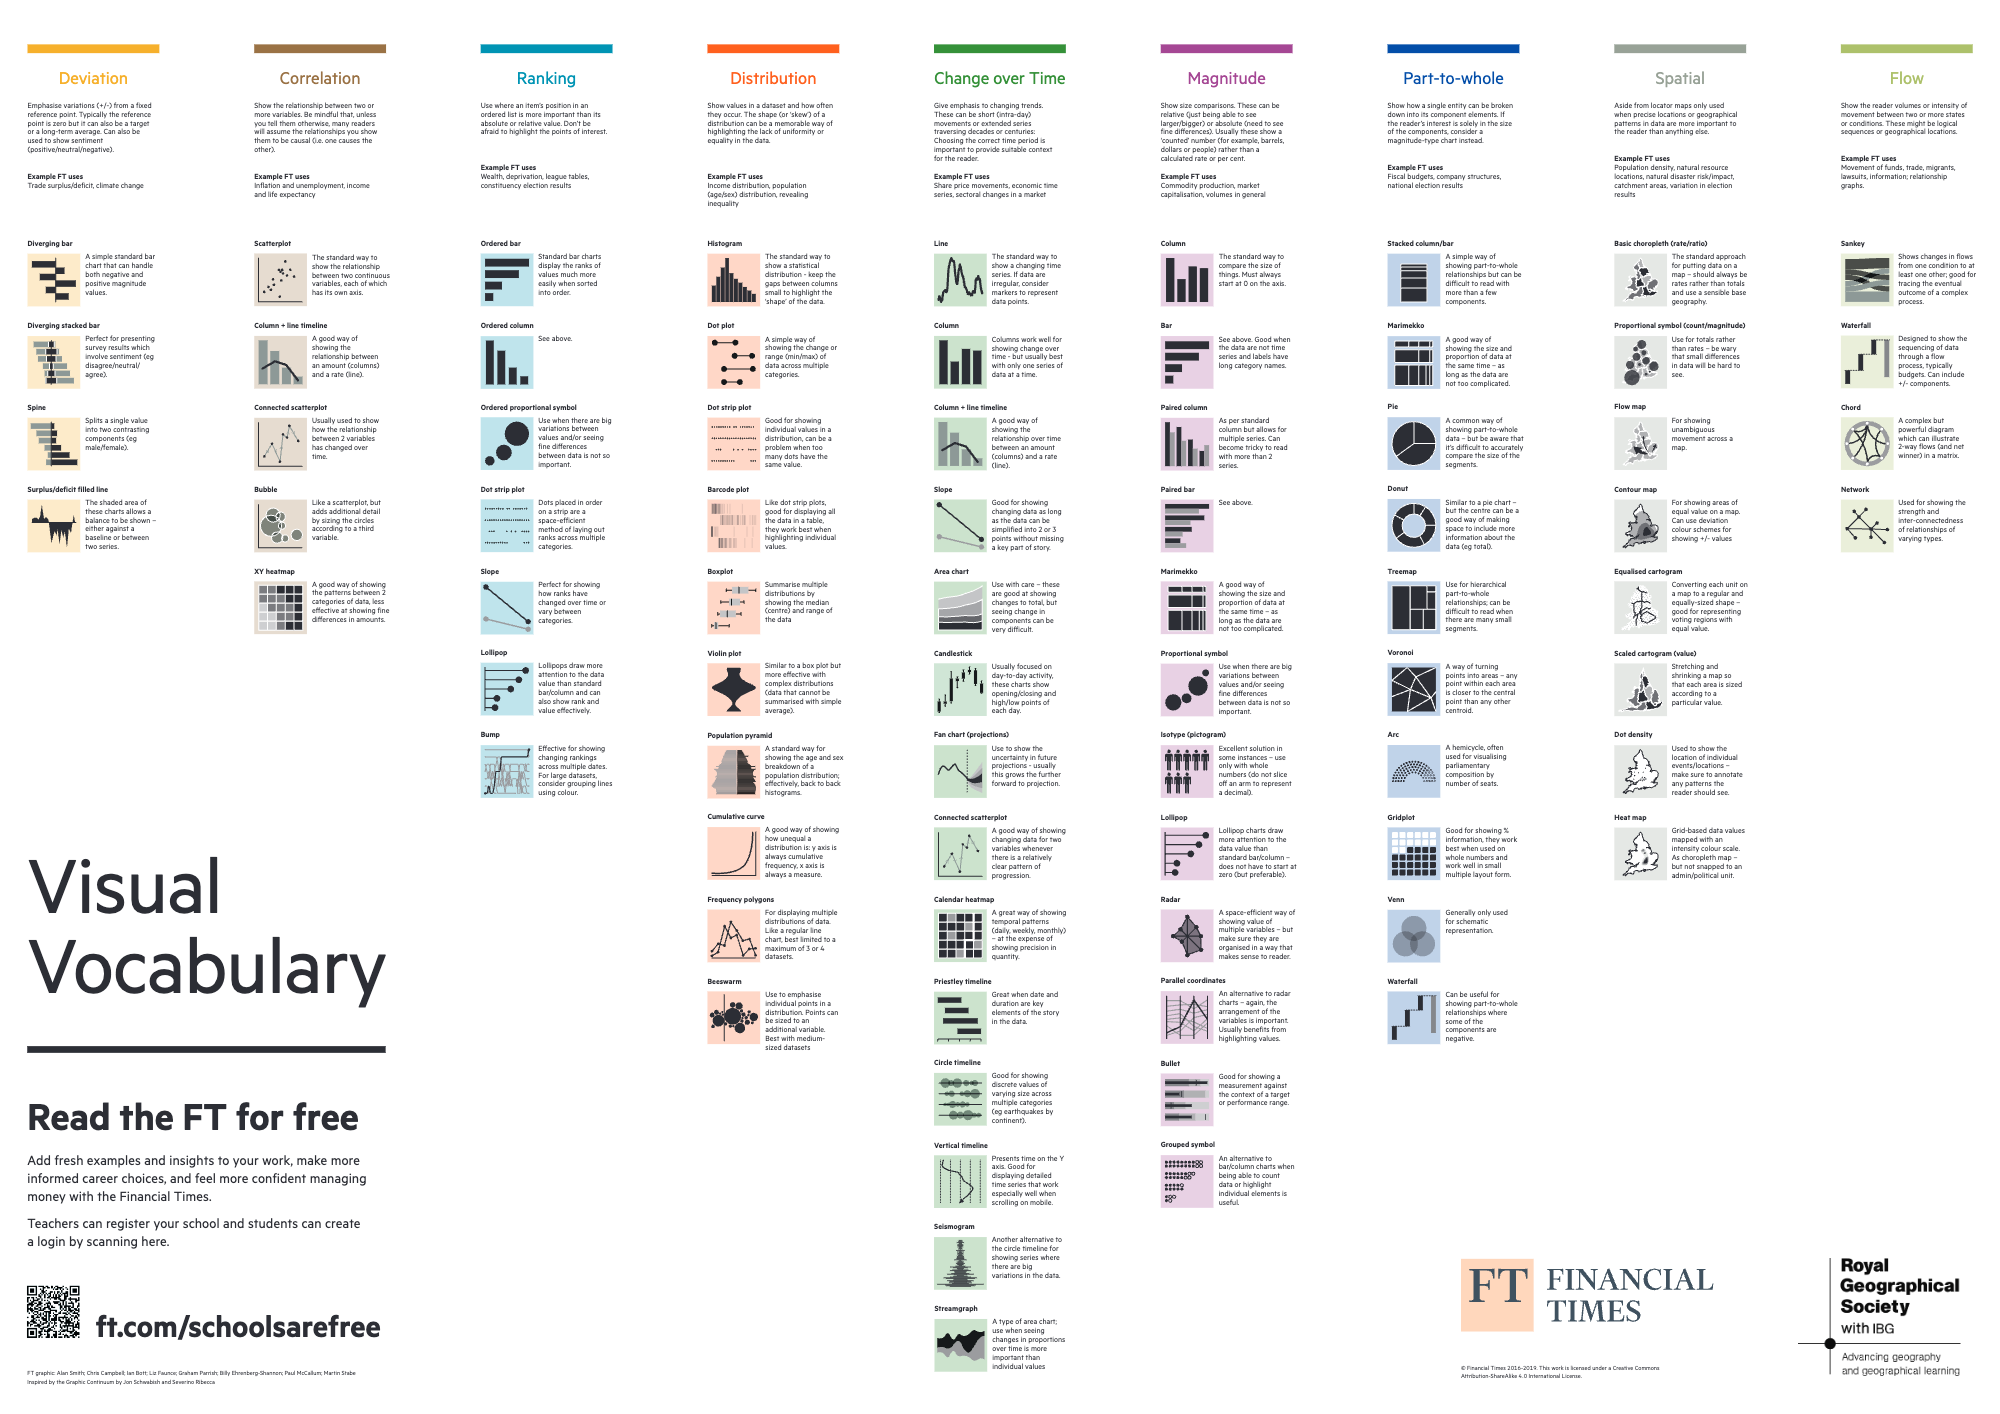 Deviation
Emphasise variations (+/-) from a fixed
reference point. Typically the reference
point is zero but it can also be a target
or a long-term average. Can also be
used to show sentiment
(positive/neutral/negative).
Example FT uses
Trade surplus/deficit, climate change
Diverging bar
A simple standard bar
chart that can handle
both negative and
positive magnitude
values.
Diverging stacked bar
Perfect for presenting
survey results which
involve sentiment (eg
disagree/neutral/
agree).
Spine
Splits a single value
into two contrasting
components (eg
male/female).
Surplus/deficit filled line
The shaded area of
these charts allows a
balance to be shown –
either against a
baseline or between
two series.
Correlation
Show the relationship between two or
more variables. Be mindful that, unless
you tell them otherwise, many readers
will assume the relationships you show
them to be causal (i.e. one causes the
other).
Example FT uses
Inflation and unemployment, income
and life expectancy
Scatterplot
The standard way to
show the relationship
between two continuous
variables, each of which
has its own axis.
Column + line timeline
A good way of
showing the
relationship between
an amount (columns)
and a rate (line).
Connected scatterplot
Usually used to show
how the relationship
between 2 variables
has changed over
time.
Bubble
Like a scatterplot, but
adds additional detail
by sizing the circles
according to a third
variable.
XY heatmap
A good way of showing
the patterns between 2
categories of data, less
effective at showing fine
differences in amounts.
Ranking
Use where an item's position in an
ordered list is more important than its
absolute or relative value. Don't be
afraid to highlight the points of interest.
Example FT uses
Wealth, deprivation, league tables,
constituency election results
Ordered bar
Standard bar charts
display the ranks of
values much more
easily when sorted
into order.
Ordered column
See above.
Ordered proportional symbol
Use when there are big
variations between
values and/or seeing
fine differences
between data is not so
important.
Dot strip plot
Dots placed in order
on a strip are a
space-efficient
method of laying out
ranks across multiple
categories.
Slope
Perfect for showing
how ranks have
changed over time or
vary between
categories.
Lollipop
Lollipops draw more
attention to the data
value than standard
bar/column and can
also show rank and
value effectively.
Bump
Effective for showing
changing rankings
across multiple dates.
For large datasets,
consider grouping lines
using colour.
Distribution
Show values in a dataset and how often
they occur. The shape (or 'skew') of a
distribution can be a memorable way of
highlighting the lack of uniformity or
equality in the data.
Example FT uses
Income distribution, population
(age/sex) distribution, revealing
inequality
Histogram
The standard way to
show a statistical
distribution - keep the
gaps between columns
small to highlight the
'shape' of the data.
Dot plot
A simple way of
showing the change or
range (min/max) of
data across multiple
categories.
Dot strip plot
Good for showing
individual values in a
distribution, can be a
problem when too
many dots have the
same value.
Barcode plot
Like dot strip plots,
good for displaying all
the data in a table,
they work best when
highlighting individual
values.
Boxplot
Summarise multiple
distributions by
showing the median
(centre) and range of
the data
Violin plot
Similar to a box plot but
more effective with
complex distributions
(data that cannot be
summarised with simple
average).
Population pyramid
A standard way for
showing the age and sex
breakdown of a
population distribution;
effectively, back to back
histograms.
Cumulative curve
A good way of showing
how unequal a
distribution is: y axis is
always cumulative
frequency, x axis is
always a measure.
Frequency polygons
For displaying multiple
distributions of data.
Like a regular line
chart, best limited to a
maximum of 3 or 4
datasets.
Beeswarm
Use to emphasise
individual points in a
distribution. Points can
be sized to an
additional variable.
Best with medium-
sized datasets
Change over Time
Give emphasis to changing trends.
These can be short (intra-day)
movements or extended series
traversing decades or centuries:
Choosing the correct time period is
important to provide suitable context
for the reader.
Example FT uses
Share price movements, economic time
series, sectoral changes in a market
Line
The standard way to
show a changing time
series. If data are
irregular, consider
markers to represent
data points.
Column
Columns work well for
showing change over
time - but usually best
with only one series of
data at a time.
Column + line timeline
A good way of
showing the
relationship over time
between an amount
(columns) and a rate
(line).
Slope
Good for showing
changing data as long
as the data can be
simplified into 2 or 3
points without missing
a key part of story.
Area chart
Use with care – these
are good at showing
changes to total, but
seeing change in
components can be
very difficult.
Candlestick
Usually focused on
day-to-day activity,
these charts show
opening/closing and
high/low points of
each day.
Fan chart (projections)
Use to show the
uncertainty in future
projections - usually
this grows the further
forward to projection.
Connected scatterplot
A good way of showing
changing data for two
variables whenever
there is a relatively
clear pattern of
progression.
Calendar heatmap
A great way of showing
temporal patterns
(daily, weekly, monthly)
– at the expense of
showing precision in
quantity.
Priestley timeline
Great when date and
duration are key
elements of the story
in the data.
Circle timeline
Good for showing
discrete values of
varying size across
multiple categories
(eg earthquakes by
continent).
Vertical timeline
Presents time on the Y
axis. Good for
displaying detailed
time series that work
especially well when
scrolling on mobile.
Seismogram
Another alternative to
the circle timeline for
showing series where
there are big
variations in the data.
Streamgraph
A type of area chart;
use when seeing
changes in proportions
over time is more
important than
individual values
Magnitude
Show size comparisons. These can be
relative (just being able to see
larger/bigger) or absolute (need to see
fine differences). Usually these show a
'counted' number (for example, barrels,
dollars or people) rather than a
calculated rate or per cent.
Example FT uses
Commodity production, market
capitalisation, volumes in general
Column
The standard way to
compare the size of
things. Must always
start at 0 on the axis.
Bar
See above. Good when
the data are not time
series and labels have
long category names.
Paired column
As per standard
column but allows for
multiple series. Can
become tricky to read
with more than 2
series.
Paired bar
See above.
Marimekko
A good way of
showing the size and
proportion of data at
the same time – as
long as the data are
not too complicated.
Proportional symbol
Use when there are big
variations between
values and/or seeing
fine differences
between data is not so
important.
Isotype (pictogram)
Excellent solution in
some instances – use
only with whole
numbers (do not slice
off an arm to represent
a decimal).
Lollipop
Lollipop charts draw
more attention to the
data value than
standard bar/column –
does not have to start at
zero (but preferable).
Radar
A space-efficient way of
showing value of
multiple variables – but
make sure they are
organised in a way that
makes sense to reader.
Parallel coordinates
An alternative to radar
charts – again, the
arrangement of the
variables is important.
Usually benefits from
highlighting values.
Bullet
Good for showing a
measurement against
the context of a target
or performance range.
Grouped symbol
An alternative to
bar/column charts when
being able to count
data or highlight
individual elements is
useful.
Part-to-whole
Show how a single entity can be broken
down into its component elements. If
the reader's interest is solely in the size
of the components, consider a
magnitude-type chart instead.
Example FT uses
Fiscal budgets, company structures,
national election results
Stacked column/bar
A simple way of
showing part-to-whole
relationships but can be
difficult to read with
more than a few
components.
Marimekko
A good way of
showing the size and
proportion of data at
the same time – as
long as the data are
not too complicated.
Pie
A common way of
showing part-to-whole
data – but be aware that
it's difficult to accurately
compare the size of the
segments.
Donut
Similar to a pie chart –
but the centre can be a
good way of making
space to include more
information about the
data (eg total).
Treemap
Use for hierarchical
part-to-whole
relationships; can be
difficult to read when
there are many small
segments.
Voronoi
A way of turning
points into areas – any
point within each area
is closer to the central
point than any other
centroid.
Arc
A hemicycle, often
used for visualising
parliamentary
composition by
number of seats.
Gridplot
Good for showing %
information, they work
best when used on
whole numbers and
work well in small
multiple layout form.
Venn
Generally only used
for schematic
representation.
Waterfall
Can be useful for
showing part-to-whole
relationships where
some of the
components are
negative.
Spatial
Aside from locator maps only used
when precise locations or geographical
patterns in data are more important to
the reader than anything else.
Example FT uses
Population density, natural resource
locations, natural disaster risk/impact,
catchment areas, variation in election
results
Basic choropleth (rate/ratio)
The standard approach
for putting data on a
map – should always be
rates rather than totals
and use a sensible base
geography.
Proportional symbol (count/magnitude)
Use for totals rather
than rates – be wary
that small differences
in data will be hard to
see.
Flow map
For showing
unambiguous
movement across a
map.
Contour map
For showing areas of
equal value on a map.
Can use deviation
colour schemes for
showing +/- values
Equalised cartogram
Converting each unit on
a map to a regular and
equally-sized shape –
good for representing
voting regions with
equal value.
Scaled cartogram (value)
Stretching and
shrinking a map so
that each area is sized
according to a
particular value.
Dot density
Used to show the
location of individual
events/locations –
make sure to annotate
any patterns the
reader should see.
Heat map
Grid-based data values
mapped with an
intensity colour scale.
As choropleth map –
but not snapped to an
admin/political unit.
Flow
Show the reader volumes or intensity of
movement between two or more states
or conditions. These might be logical
sequences or geographical locations.
Example FT uses
Movement of funds, trade, migrants,
lawsuits, information; relationship
graphs.
Sankey
Shows changes in flows
from one condition to at
least one other; good for
tracing the eventual
outcome of a complex
process.
Waterfall
Designed to show the
sequencing of data
through a flow
process, typically
budgets. Can include
+/- components.
Chord
A complex but
powerful diagram
which can illustrate
2-way flows (and net
winner) in a matrix.
Network
Used for showing the
strength and
inter-connectedness
of relationships of
varying types.
Visual
Vocabulary
Read the FT for free
Add fresh examples and insights to your work, make more
informed career choices, and feel more confident managing
money with the Financial Times.
Teachers can register your school and students can create
a login by scanning here.
ft.com/schoolsarefree
FT graphic: Alan Smith; Chris Campbell; Ian Bott; Liz Faunce; Graham Parrish; Billy Ehrenberg-Shannon; Paul McCallum; Martin Stabe
Inspired by the Graphic Continuum by Jon Schwabish and Severino Ribecca
FT
FINANCIAL
TIMES
© Financial Times 2016-2019. This work is licensed under a Creative Commons
Attribution-ShareAlike 4.0 International License.
Royal
Geographical
Society
with IBG
Advancing geography
and geographical learning